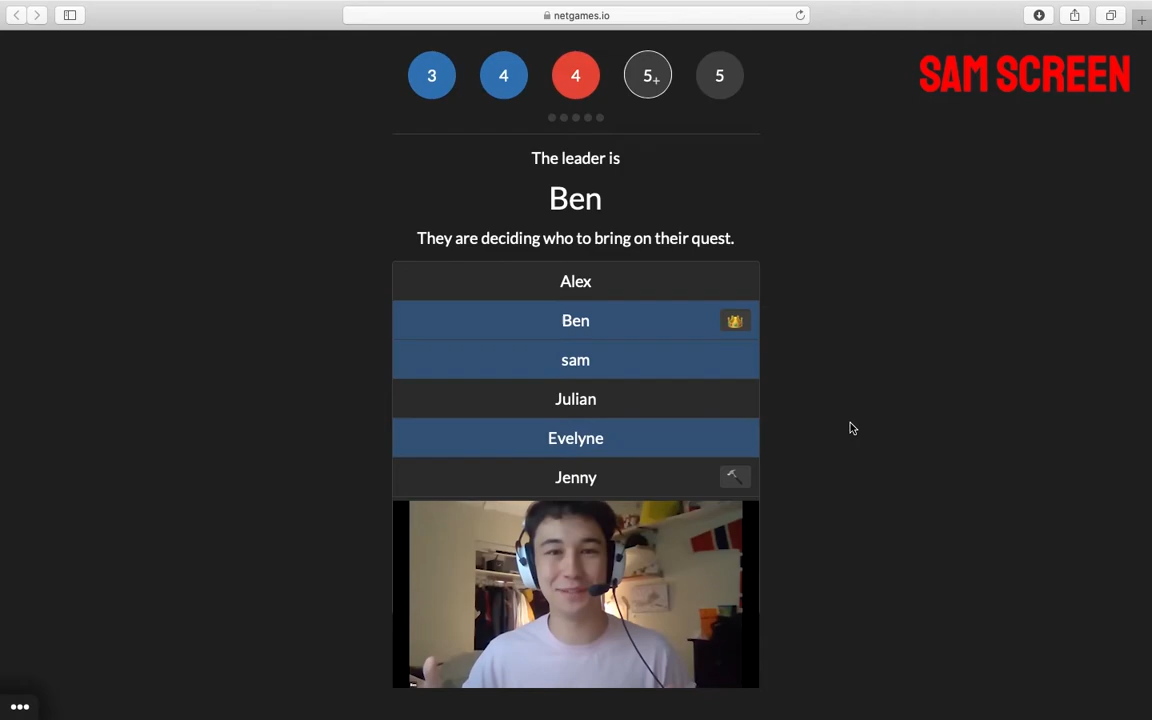 netgames.io
SAM SCREEN
3
4
4
5+
5
The leader is
Ben
They are deciding who to bring on their quest.
Alex
Ben
sam
Julian
Evelyne
Jenny